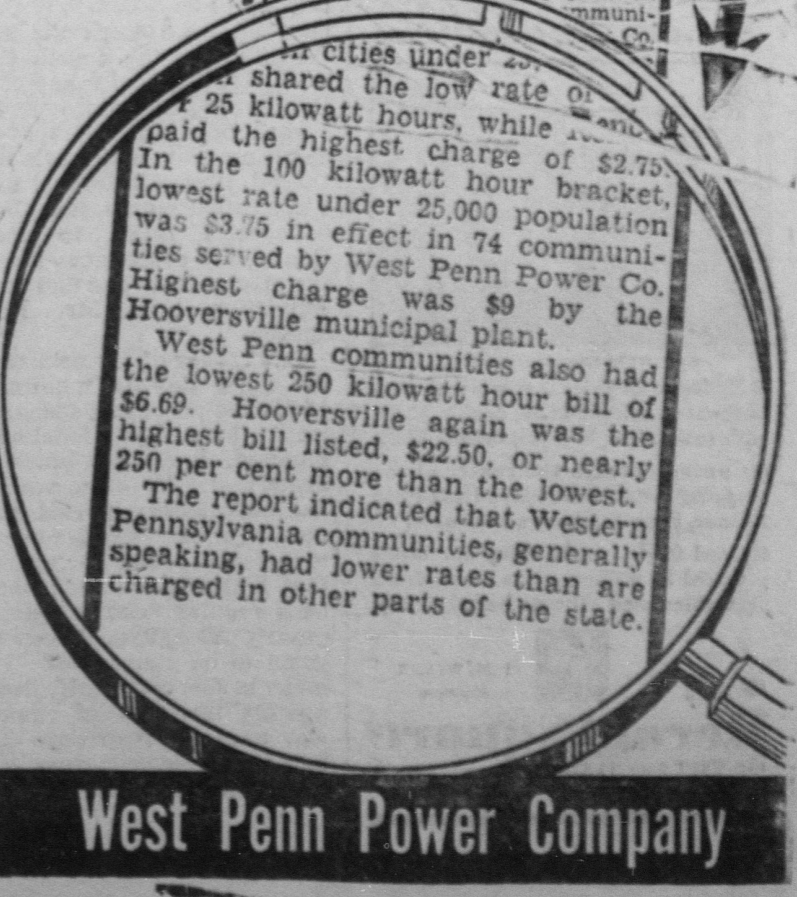 mmuni-
Co.
cities under
shared the low rate of
25 kilowatt hours, while
paid the highest charge of $2.75.
In the 100 kilowatt hour bracket,
lowest rate under 25,000 population
was $3.75 in effect in 74 communi-
ties served by West Penn Power Co.
Highest charge was $9 by the
Hooversville municipal plant.
West Penn communities also had
the lowest 250 kilowatt hour bill of
$6.69. Hooversville again was the
highest bill listed, $22.50, or nearly
250 per cent more than the lowest.
The report indicated that Western
Pennsylvania communities, generally
speaking, had lower rates than are
charged in other parts of the state.
West Penn Power Company